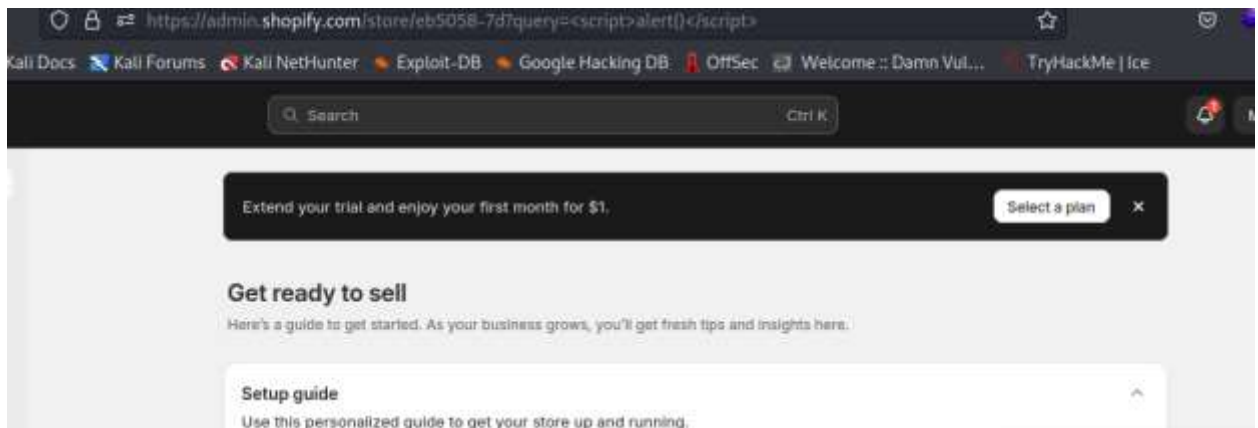 https://admin.shopify.com/store/eb5058-7d?query=<script>alert()</script>
Kali Docs Kali Forums Kali NetHunter Exploit-DB Google Hacking DB OffSec Welcome :: Damn Vul... TryHackMe | Ice
Search Ctrl K
Extend your trial and enjoy your first month for $1. Select a plan
Get ready to sell
Here's a guide to get started. As your business grows, you'll get fresh tips and insights here.
Setup guide
Use this personalized guide to get your store up and running.